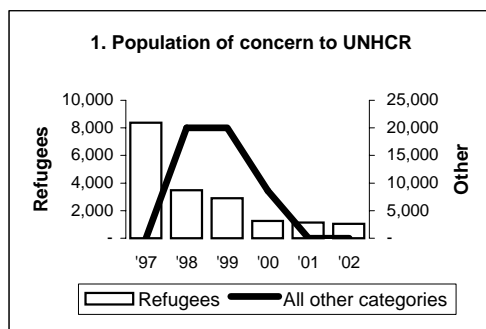 1. Population of concern to UNHCR
Refugees
10,000
8,000
6,000
4,000
2,000
-
25,000
20,000
15,000
10,000
5,000
-
Other
'97 '98 '99 '00 '01 '02
Refugees All other categories